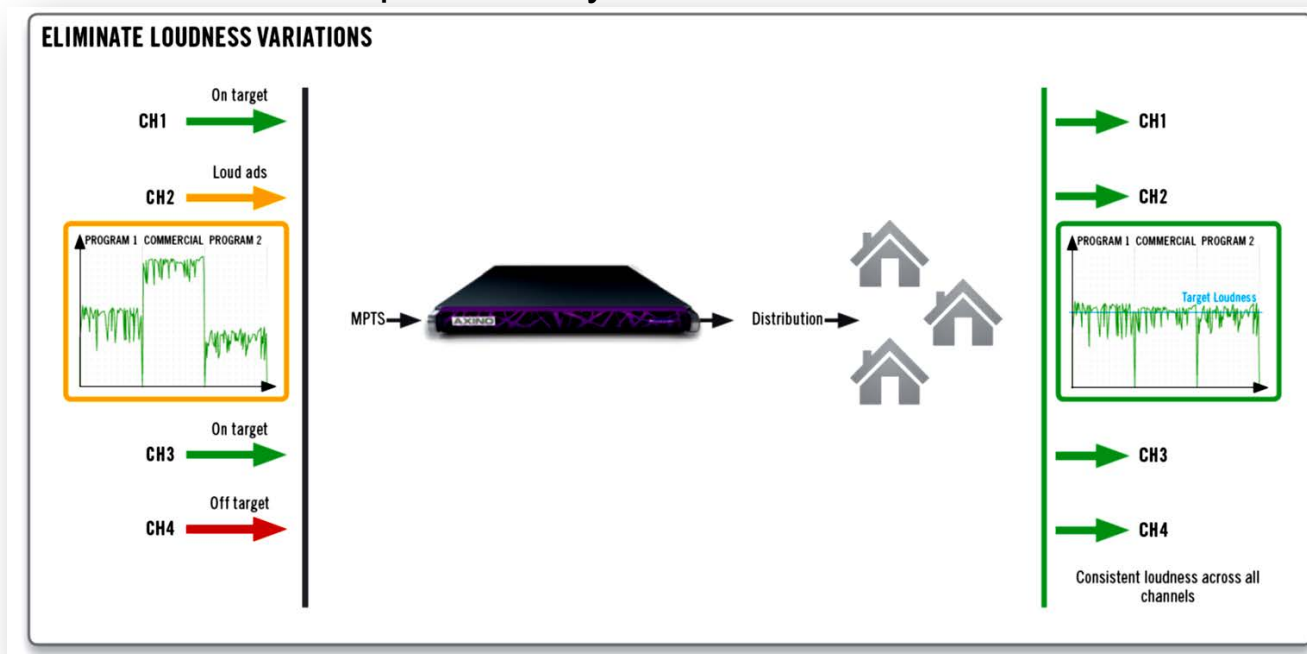 ELIMINATE LOUDNESS VARIATIONS
On target
CH1
Loud ads
CH2
PROGRAM 1 COMMERCIAL PROGRAM 2
On target
CH3
Off target
CH4
MPTS
AXINO
Distribution
CH1
CH2
PROGRAM 1 COMMERCIAL PROGRAM 2
Target Loudness
CH3
CH4
Consistent loudness across all
channels